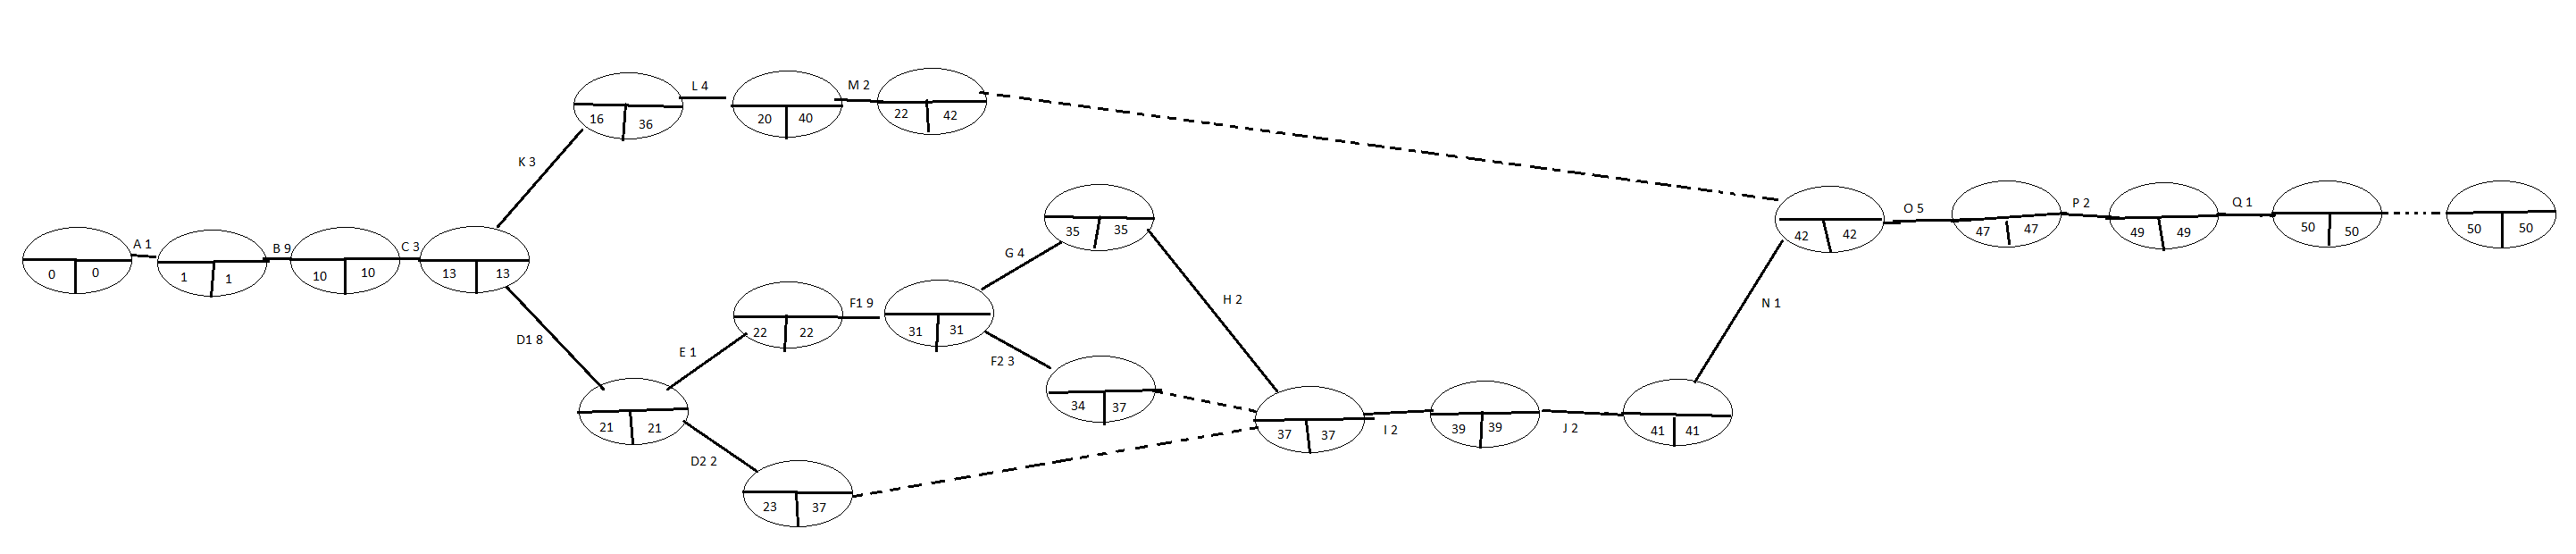 A 1
B 9
C 3
K 3
L 4
M 2
D1 8
E 1
D2 2
F1 9
G 4
F2 3
H 2
I 2
J 2
N 1
O 5
P 2
Q 1
0 0
1 1
10 10
13 13
16 36
20 40
22 42
21 21
22 22
23 37
31 31
35 35
34 37
37 37
39 39
41 41
42 42
47 47
49 49
50 50
50 50